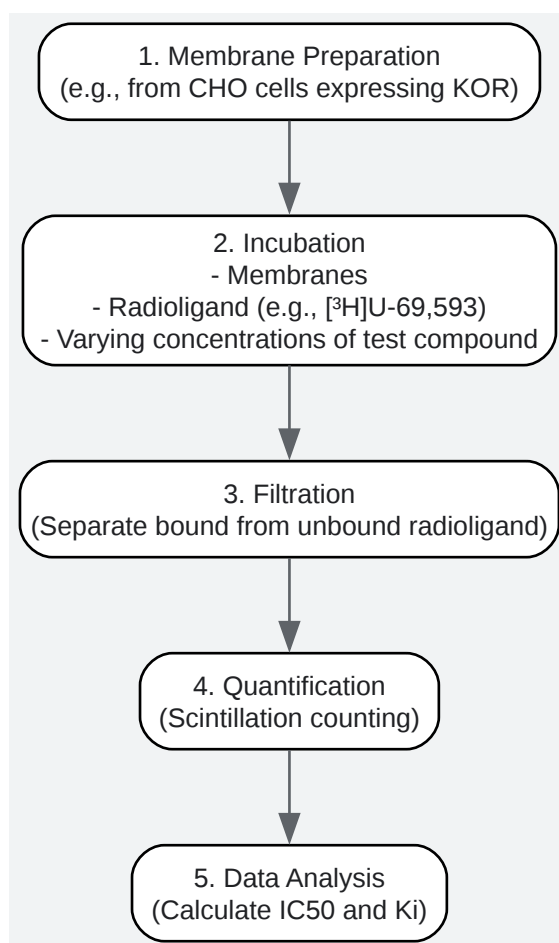 1. Membrane Preparation
(e.g., from CHO cells expressing KOR)
2. Incubation
- Membranes
- Radioligand (e.g., [³H]U-69,593)
- Varying concentrations of test compound
3. Filtration
(Separate bound from unbound radioligand)
4. Quantification
(Scintillation counting)
5. Data Analysis
(Calculate IC50 and Ki)